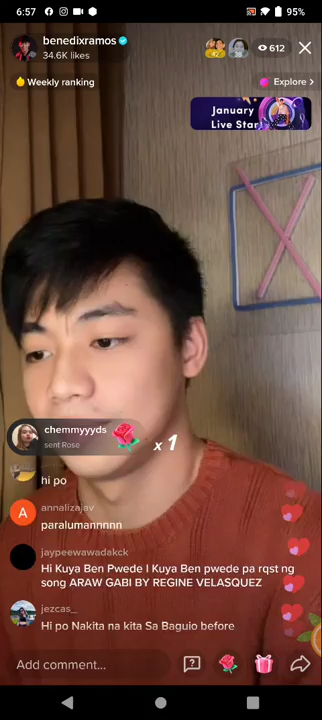 6:57
95%
benedixramos
34.6K likes
612
Weekly ranking
Explore >
January
Live Star
chemmyyyds
sent Rose
x 1
hi po
annalizajav
A
paralumannnnn
jaypeewawadakck
Hi Kuya Ben Pwede I Kuya Ben pwede pa rqst ng
song ARAW GABI BY REGINE VELASQUEZ
jezcas_
Hi po Nakita na kita Sa Baguio before
Add comment...